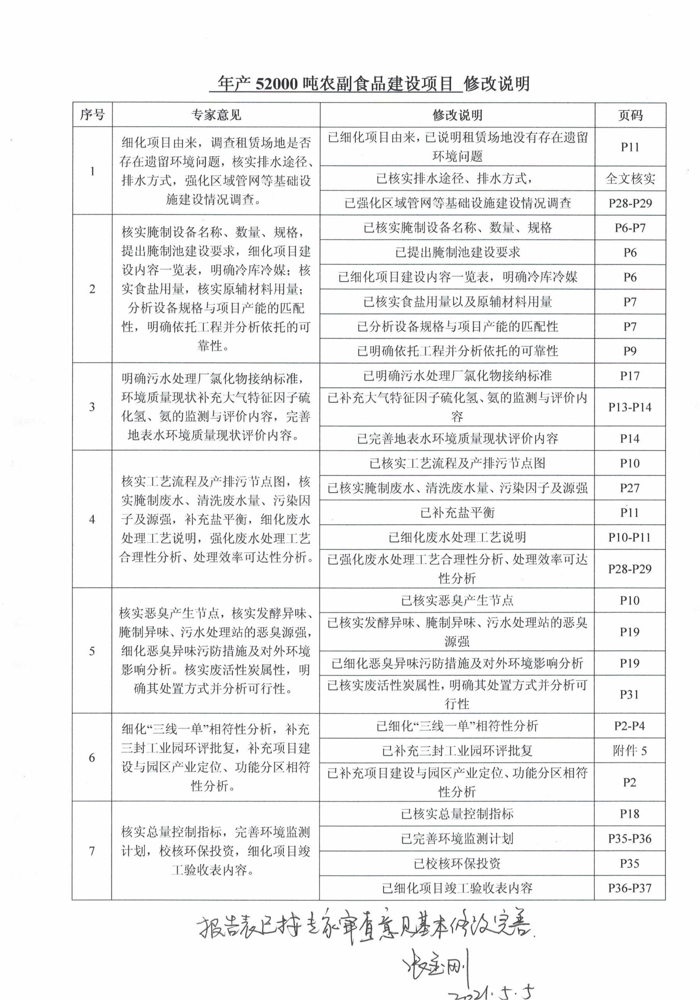 年产 52000 吨农副食品建设项目 修改说明
序号 专家意见 修改说明 页码
1
细化项目由来，调查租赁场地是否
存在遗留环境问题，核实排水途径、
排水方式，强化区域管网等基础设
施建设情况调查。
已细化项目由来，已说明租赁场地没有存在遗留
环境问题
P11
已核实排水途径、排水方式，
全文核实
已强化区域管网等基础设施建设情况调查
P28-P29
2
核实腌制设备名称、数量、规格，
提出腌制池建设要求，细化项目建
设内容一览表，明确冷库冷媒；核
实食盐用量，核实原辅材料用量；
分析设备规格与项目产能的匹配
性，明确依托工程并分析依托的可
靠性。
已核实腌制设备名称、数量、规格
P6-P7
已提出腌制池建设要求
P6
已细化项目建设内容一览表，明确冷库冷媒
P6
已核实食盐用量以及原辅材料用量
P7
已分析设备规格与项目产能的匹配性
P7
已明确依托工程并分析依托的可靠性
P9
3
明确污水处理厂氯化物接纳标准，
环境质量现状补充大气特征因子硫
化氢、氨的监测与评价内容，完善
地表水环境质量现状评价内容。
已明确污水处理厂氯化物接纳标准
P17
已补充大气特征因子硫化氢、氨的监测与评价内
容
P13-P14
已完善地表水环境质量现状评价内容
P14
4
核实工艺流程及产排污节点图，核
实腌制废水、清洗废水量、污染因
子及源强，补充盐平衡，细化废水
处理工艺说明，强化废水处理工艺
合理性分析、处理效率可达性分析。
已核实工艺流程及产排污节点图
P10
已核实腌制废水、清洗废水量、污染因子及源强
P27
已补充盐平衡
P11
已细化废水处理工艺说明
P10-P11
已强化废水处理工艺合理性分析、处理效率可达
性分析
P28-P29
5
核实恶臭产生节点，核实发酵异味、
腌制异味、污水处理站的恶臭源强，
细化恶臭异味污防措施及对外环境
影响分析。核实废活性炭属性，明
确其处置方式并分析可行性。
已核实恶臭产生节点
P10
已核实发酵异味、腌制异味、污水处理站的恶臭
源强
P19
已细化恶臭异味污防措施及对外环境影响分析
P19
已核实废活性炭属性，明确其处置方式并分析可
行性
P31
6
细化“三线一单”相符性分析，补充
三封工业园环评批复，补充项目建
设与园区产业定位、功能分区相符
性分析。
已细化“三线一单”相符性分析
P2-P4
已补充三封工业园环评批复
附件 5
已补充项目建设与园区产业定位、功能分区相符
性分析
P2
7
核实总量控制指标，完善环境监测
计划，校核环保投资，细化项目竣
工验收表内容。
已核实总量控制指标
P18
已完善环境监测计划
P35-P36
已校核环保投资
P35
已细化项目竣工验收表内容
P36-P37
报告表已按专家审查意见基本修改完善.
张金刚
2021.5.5